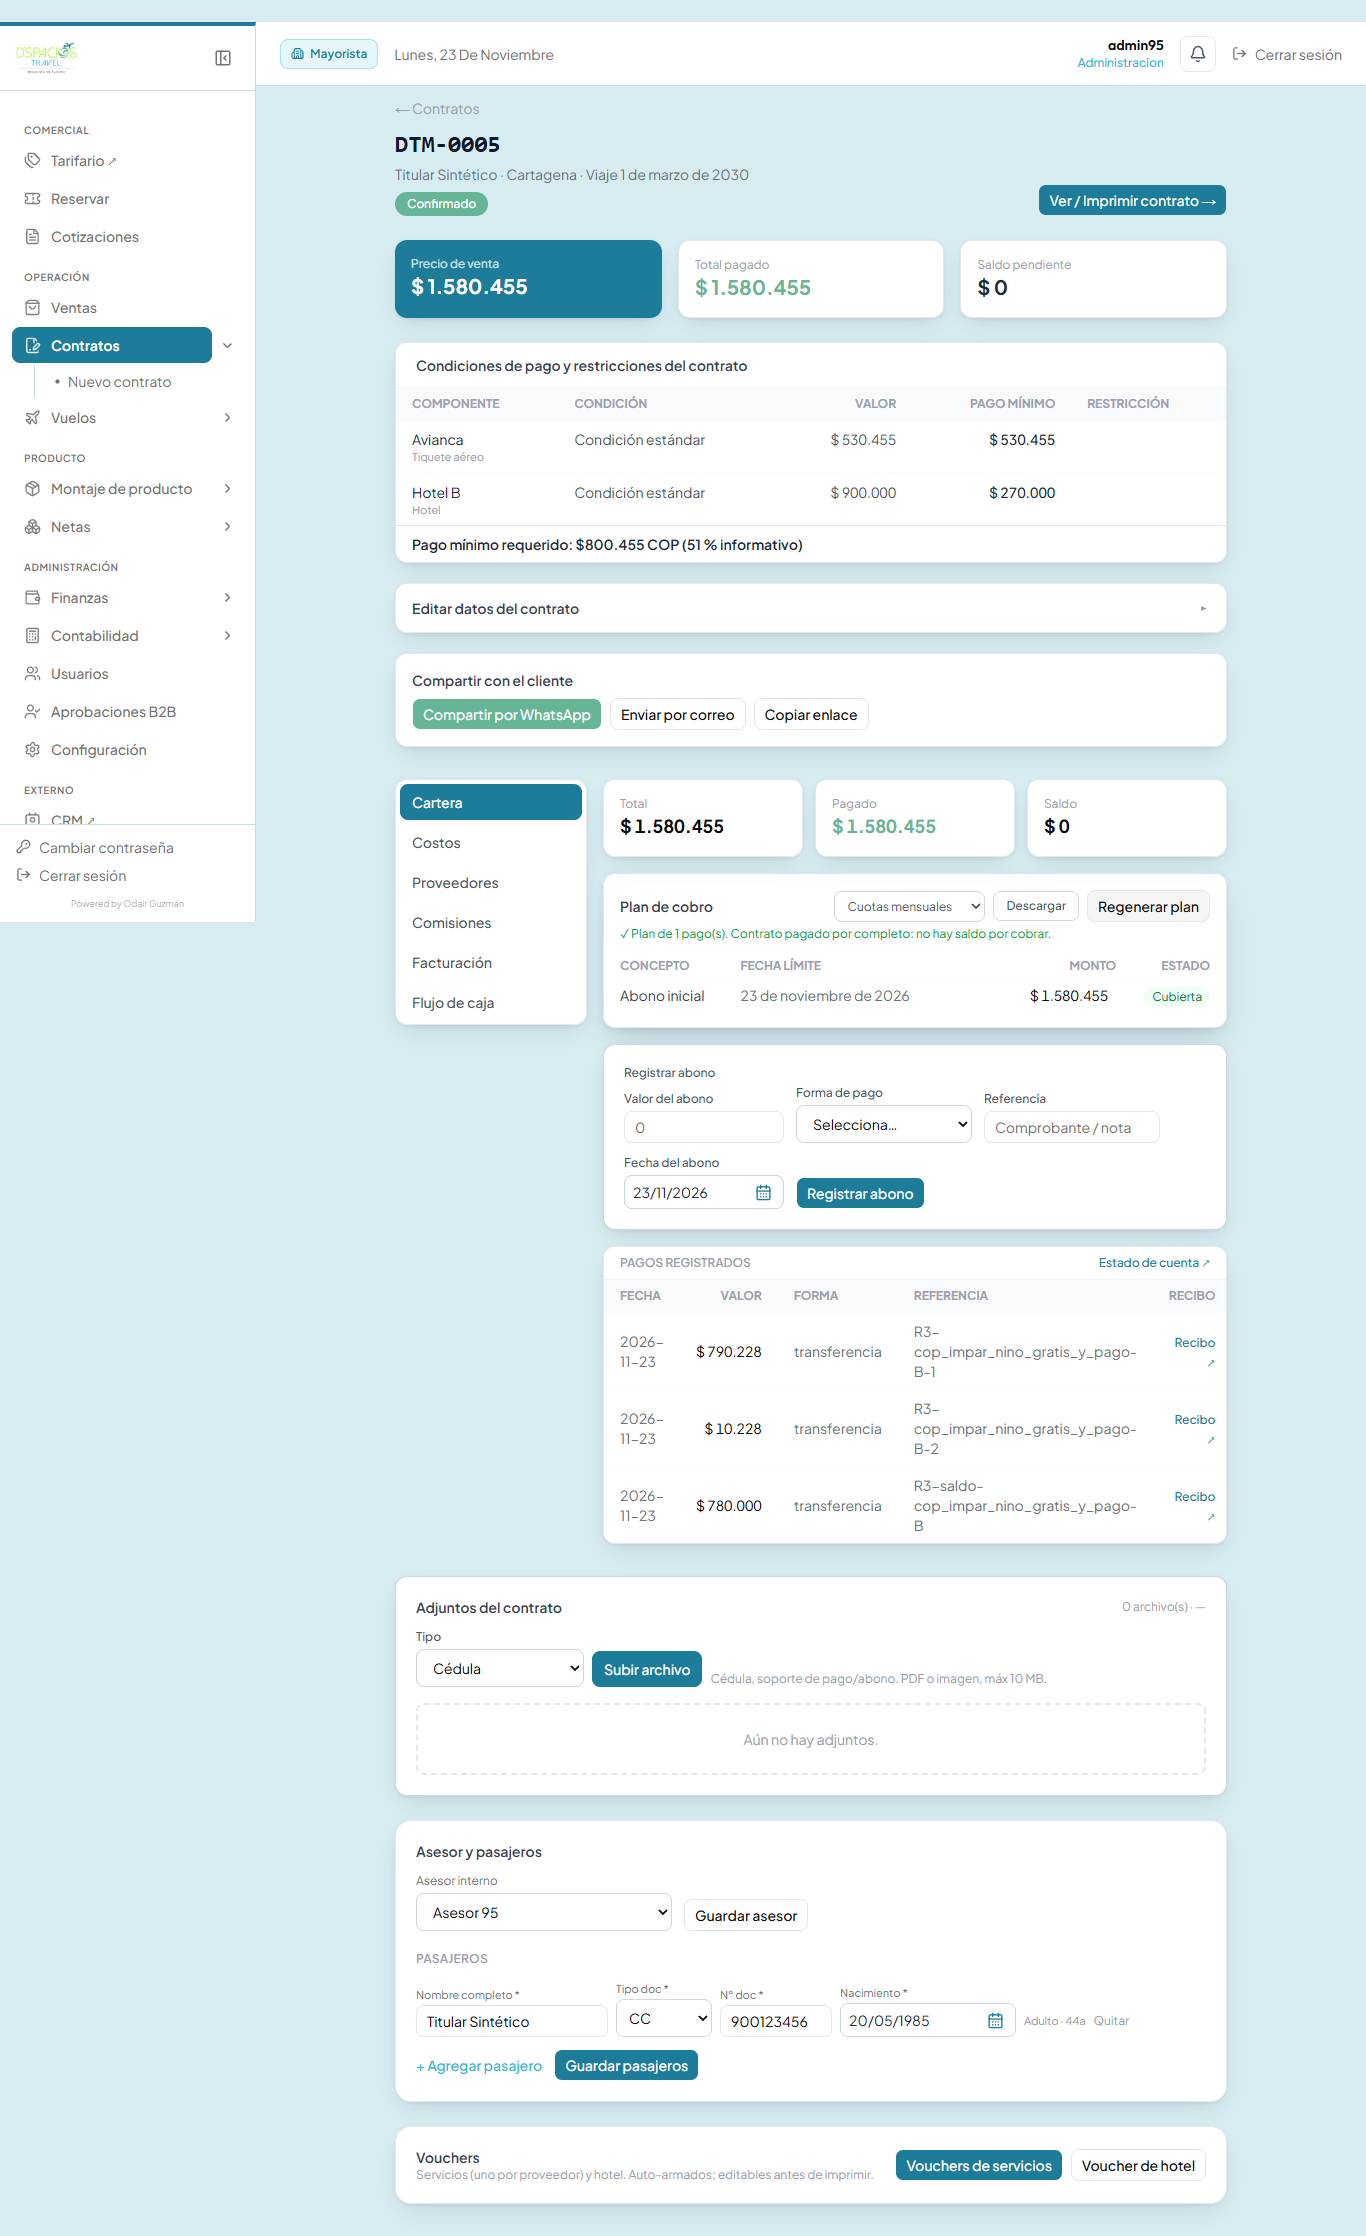 D'SPACIOS
TRAVEL
Mayorista
Lunes, 23 De Noviembre
admin95
Administracion
Cerrar sesión
COMERCIAL
Tarifario ↗
Reservar
Cotizaciones
OPERACIÓN
Ventas
Contratos
• Nuevo contrato
Vuelos
PRODUCTO
Montaje de producto
Netas
ADMINISTRACIÓN
Finanzas
Contabilidad
Usuarios
Aprobaciones B2B
Configuración
EXTERNO
CRM ↗
Cambiar contraseña
Cerrar sesión
Powered by Odair Guzmán
← Contratos
DTM-0005
Titular Sintético · Cartagena · Viaje 1 de marzo de 2030
Confirmado
Ver / Imprimir contrato →
Precio de venta
$ 1.580.455
Total pagado
$ 1.580.455
Saldo pendiente
$ 0
Condiciones de pago y restricciones del contrato
COMPONENTE CONDICIÓN VALOR PAGO MÍNIMO RESTRICCIÓN
Avianca Condición estándar $ 530.455 $ 530.455
Tiquete aéreo
Hotel B Condición estándar $ 900.000 $ 270.000
Hotel
Pago mínimo requerido: $800.455 COP (51 % informativo)
Editar datos del contrato ▸
Compartir con el cliente
Compartir por WhatsApp Enviar por correo Copiar enlace
Cartera
Costos
Proveedores
Comisiones
Facturación
Flujo de caja
Total
$ 1.580.455
Pagado
$ 1.580.455
Saldo
$ 0
Plan de cobro Cuotas mensuales Descargar Regenerar plan
✓ Plan de 1 pago(s). Contrato pagado por completo: no hay saldo por cobrar.
CONCEPTO FECHA LÍMITE MONTO ESTADO
Abono inicial 23 de noviembre de 2026 $ 1.580.455 Cubierta
Registrar abono
Valor del abono Forma de pago Referencia
0 Selecciona... Comprobante / nota
Fecha del abono
23/11/2026 Registrar abono
PAGOS REGISTRADOS Estado de cuenta ↗
FECHA VALOR FORMA REFERENCIA RECIBO
2026-11-23 $ 790.228 transferencia R3-cop_impar_nino_gratis_y_pago-B-1 Recibo ↗
2026-11-23 $ 10.228 transferencia R3-cop_impar_nino_gratis_y_pago-B-2 Recibo ↗
2026-11-23 $ 780.000 transferencia R3-saldo-cop_impar_nino_gratis_y_pago-B Recibo ↗
Adjuntos del contrato 0 archivo(s) · —
Tipo
Cédula Subir archivo Cédula, soporte de pago/abono. PDF o imagen, máx 10 MB.
Aún no hay adjuntos.
Asesor y pasajeros
Asesor interno
Asesor 95 Guardar asesor
PASAJEROS
Nombre completo * Tipo doc * N° doc * Nacimiento *
Titular Sintético CC 900123456 20/05/1985 Adulto · 44a Quitar
+ Agregar pasajero Guardar pasajeros
Vouchers
Servicios (uno por proveedor) y hotel. Auto-armados; editables antes de imprimir.
Vouchers de servicios Voucher de hotel